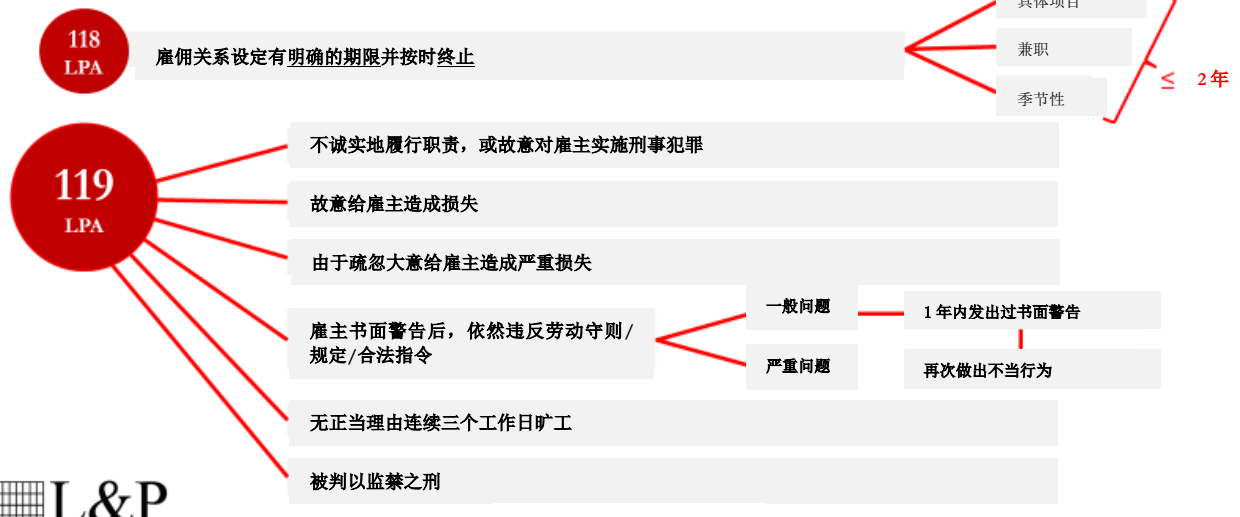 具体项目
118
LPA
雇佣关系设定有明确的期限并按时终止
兼职
季节性
≤ 2年
119
LPA
不诚实地履行职责，或故意对雇主实施刑事犯罪
故意给雇主造成损失
由于疏忽大意给雇主造成严重损失
雇主书面警告后，依然违反劳动守则/
规定/合法指令
一般问题
严重问题
1年内发出过书面警告
再次做出不当行为
无正当理由连续三个工作日旷工
被判以监禁之刑
L&P